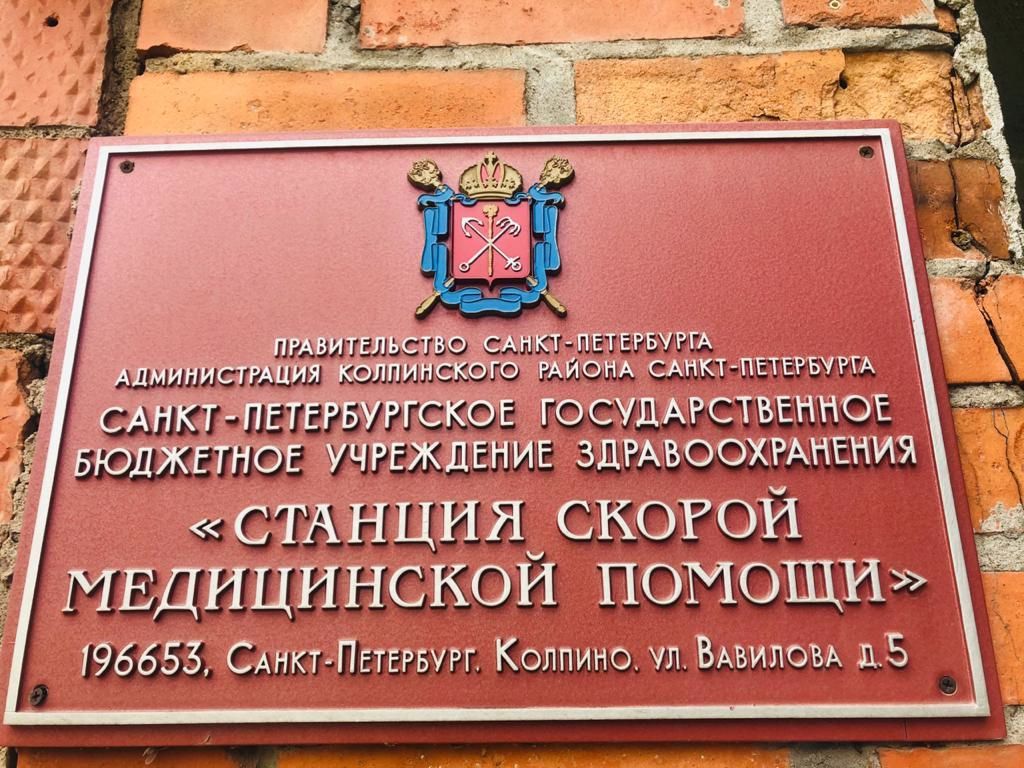 ПРАВИТЕЛЬСТВО САНКТ-ПЕТЕРБУРГА
АДМИНИСТРАЦИЯ КОЛПИНСКОГО РАЙОНА САНКТ-ПЕТЕРБУРГА
САНКТ-ПЕТЕРБУРГСКОЕ ГОСУДАРСТВЕННОЕ
БЮДЖЕТНОЕ УЧРЕЖДЕНИЕ ЗДРАВООХРАНЕНИЯ
«СТАНЦИЯ СКОРОЙ
МЕДИЦИНСКОЙ ПОМОЩИ»
196653, Санкт-Петербург. Колпино. ул. Вавилова д.5